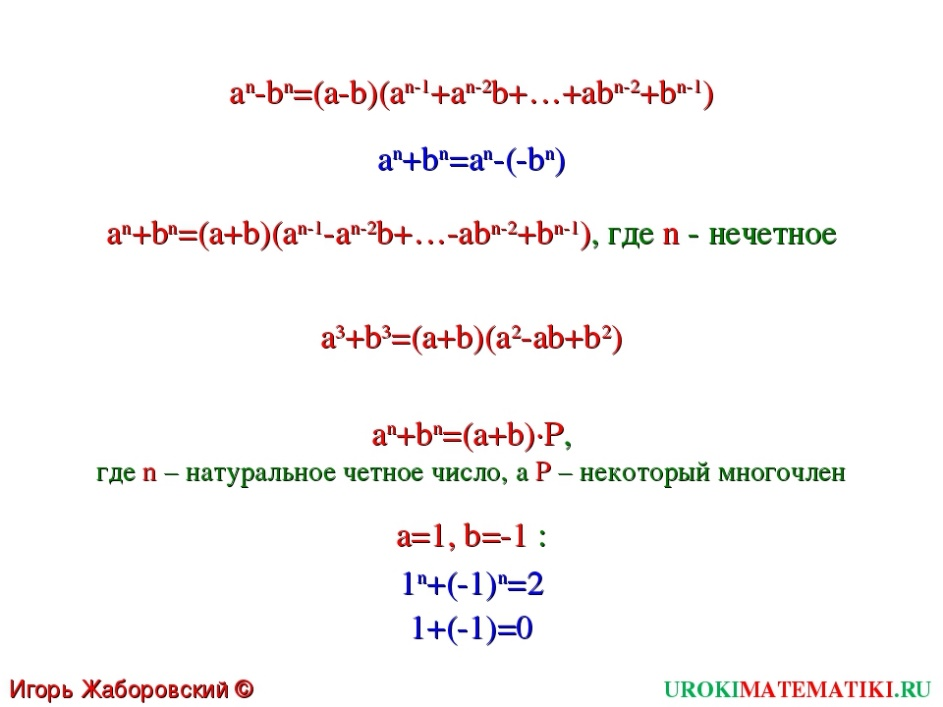 aⁿ-bⁿ=(a-b)(aⁿ⁻¹+aⁿ⁻²b+…+abⁿ⁻²+bⁿ⁻¹)
aⁿ+bⁿ=aⁿ-(-bⁿ)
aⁿ+bⁿ=(a+b)(aⁿ⁻¹-aⁿ⁻²b+…-abⁿ⁻²+bⁿ⁻¹), где n - нечетное
a³+b³=(a+b)(a²-ab+b²)
aⁿ+bⁿ=(a+b)·P,
где n – натуральное четное число, а P – некоторый многочлен
a=1, b=-1 :
1ⁿ+(-1)ⁿ=2
1+(-1)=0
Игорь Жаборовский © UROKIMATEMATIKI.RU